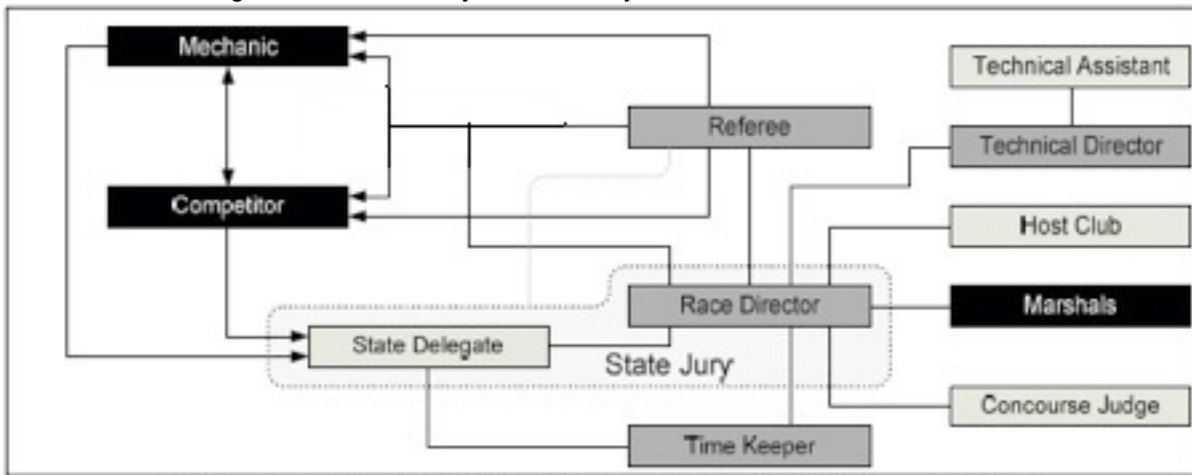 Mechanic
Technical Assistant
Referee
Technical Director
Competitor
Host Club
Race Director
Marshals
State Delegate
State Jury
Concourse Judge
Time Keeper